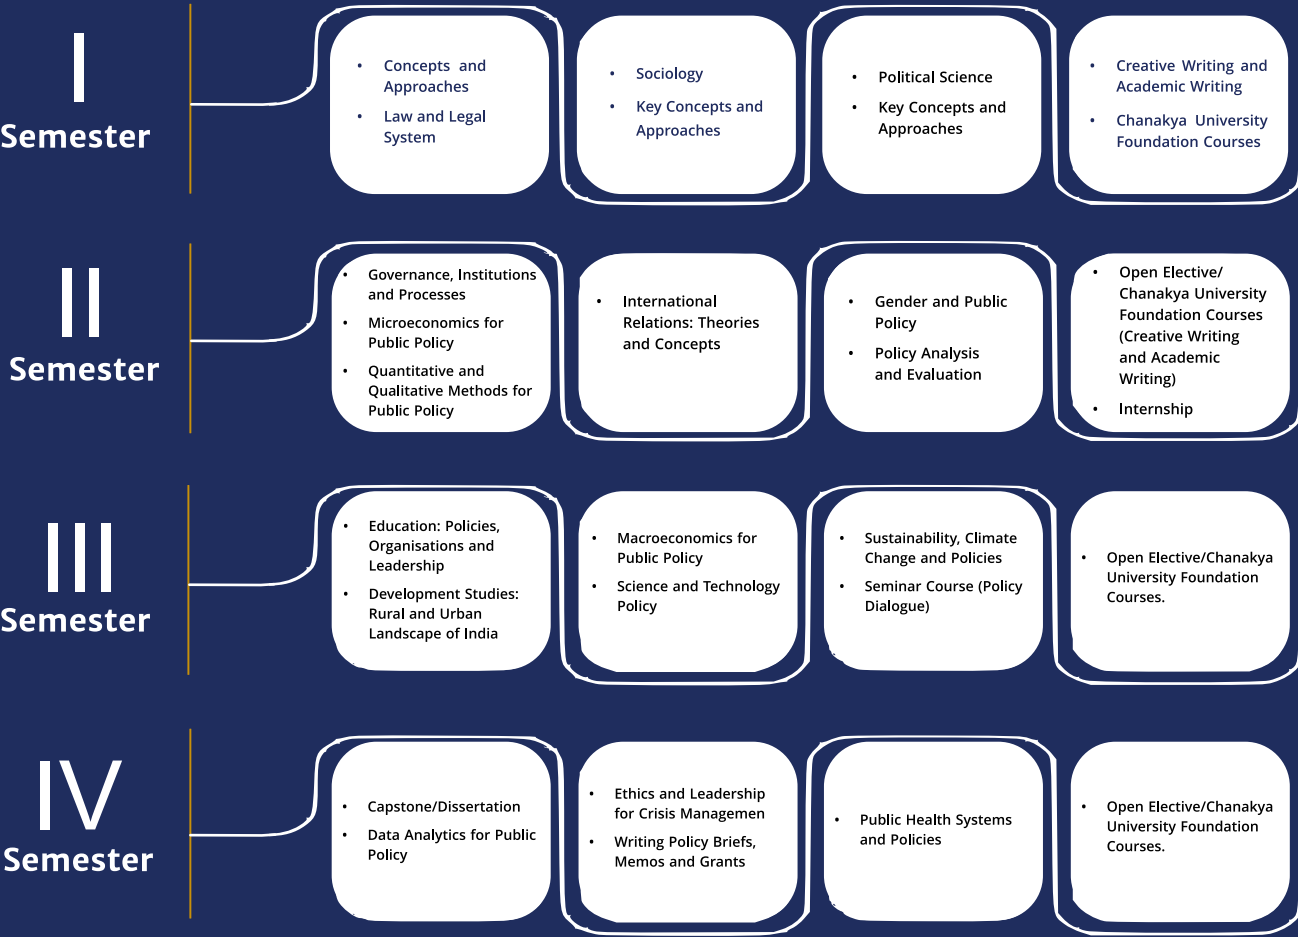 I
Semester
• Concepts and
Approaches
• Law and Legal
System
• Sociology
• Key Concepts and
Approaches
• Political Science
• Key Concepts and
Approaches
• Creative Writing and
Academic Writing
• Chanakya University
Foundation Courses
II
Semester
• Governance, Institutions
and Processes
• Microeconomics for
Public Policy
• Quantitative and
Qualitative Methods for
Public Policy
• International
Relations: Theories
and Concepts
• Gender and Public
Policy
• Policy Analysis
and Evaluation
• Open Elective/
Chanakya University
Foundation Courses
(Creative Writing
and Academic
Writing)
• Internship
III
Semester
• Education: Policies,
Organisations and
Leadership
• Development Studies:
Rural and Urban
Landscape of India
• Macroeconomics for
Public Policy
• Science and Technology
Policy
• Sustainability, Climate
Change and Policies
• Seminar Course (Policy
Dialogue)
• Open Elective/Chanakya
University Foundation
Courses.
IV
Semester
• Capstone/Dissertation
• Data Analytics for Public
Policy
• Ethics and Leadership
for Crisis Managemen
• Writing Policy Briefs,
Memos and Grants
• Public Health Systems
and Policies
• Open Elective/Chanakya
University Foundation
Courses.